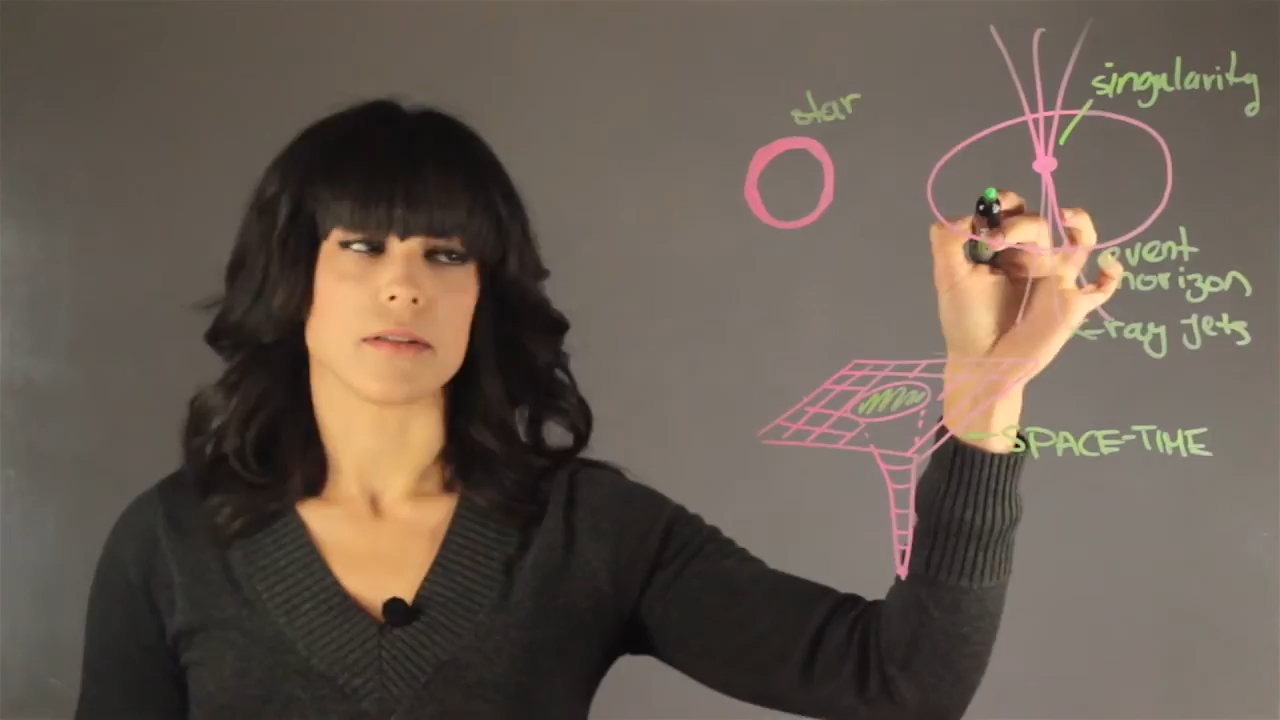 star
singularity
event
horizon
ray jets
SPACE-TIME